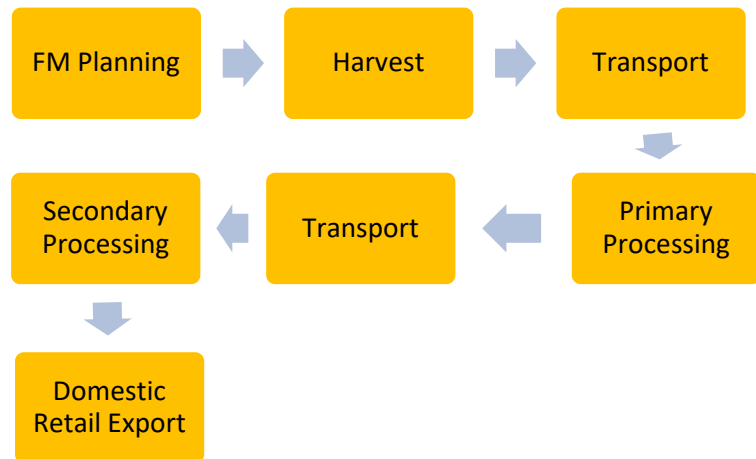 FM Planning
Harvest
Transport
Primary
Processing
Transport
Secondary
Processing
Domestic
Retail Export